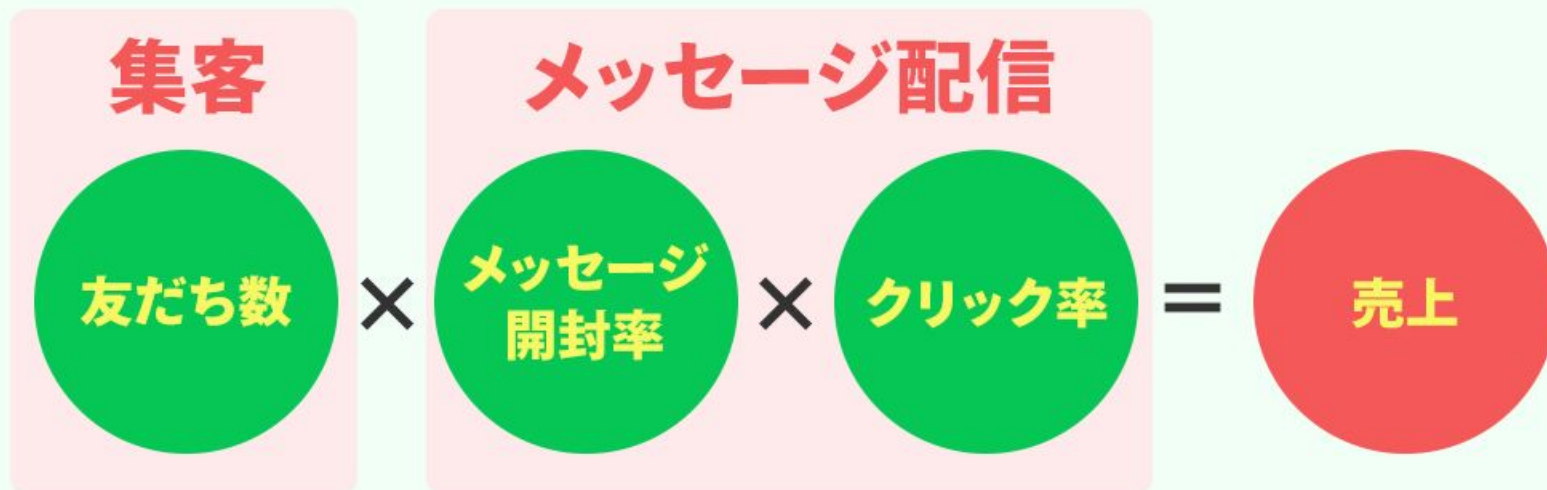 集客
メッセージ配信
友だち数
×
メッセージ
開封率
×
クリック率
=
売上